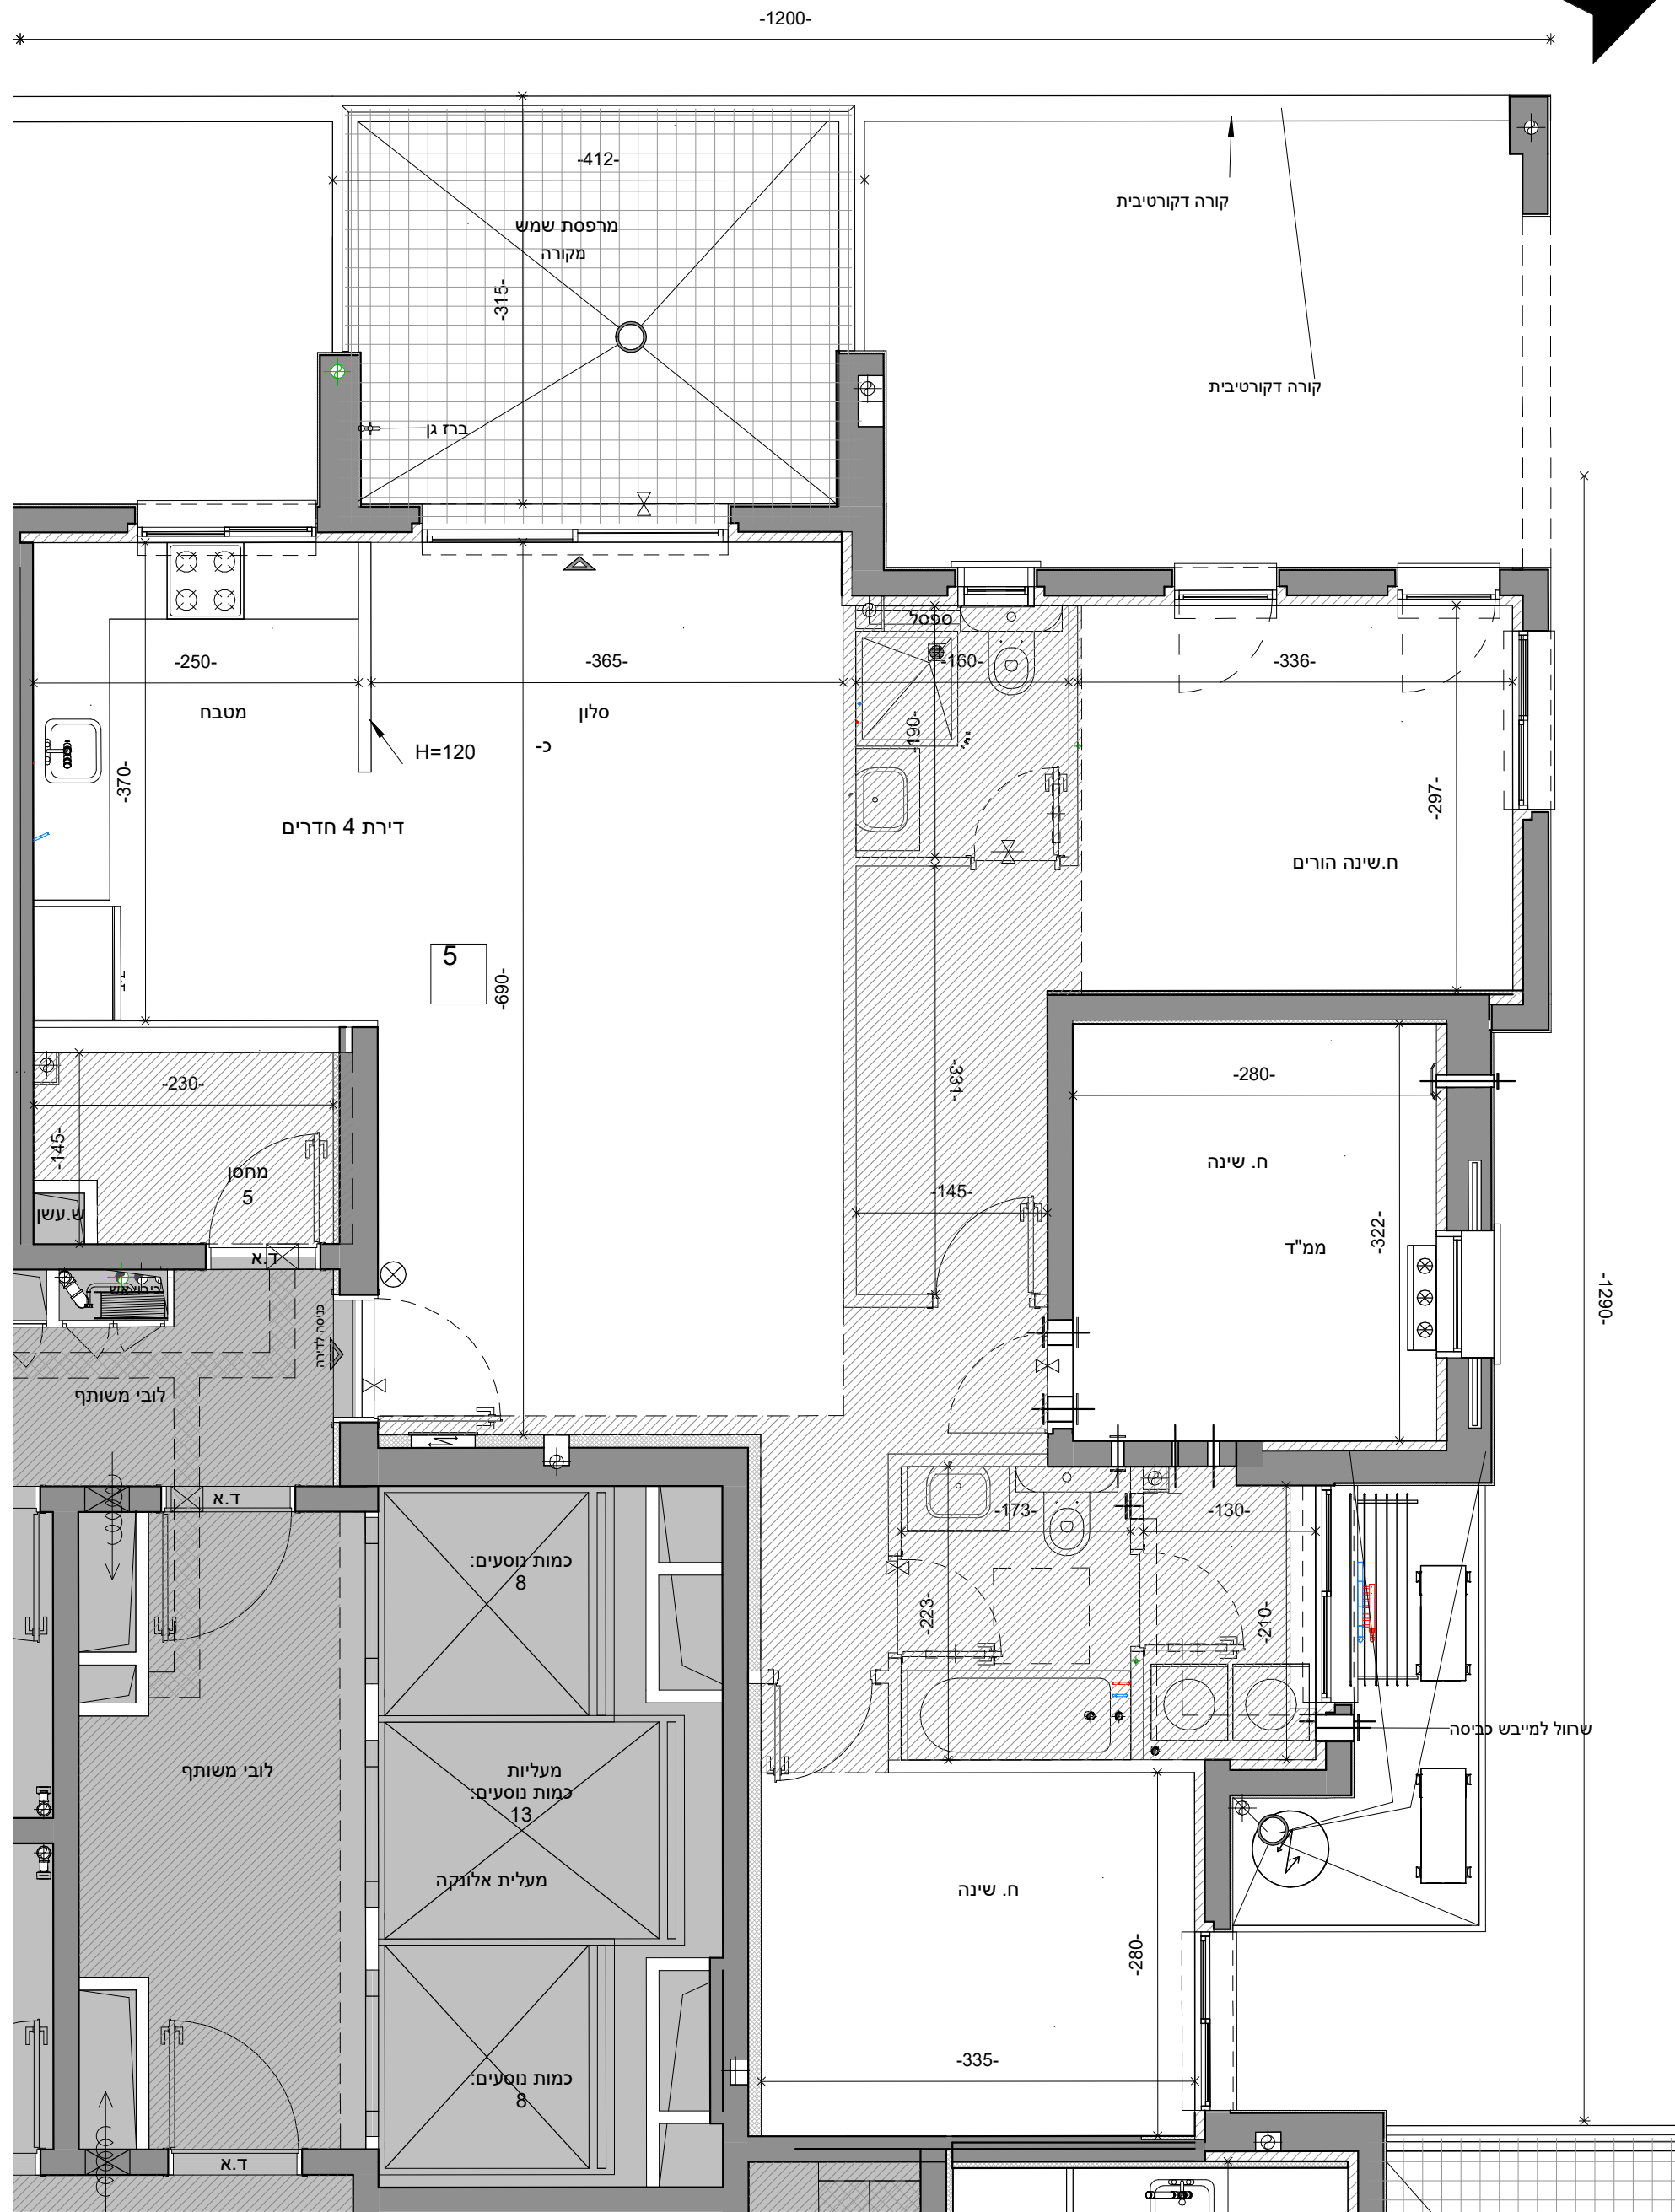 -1200-
-412-
קורה דקורטיבית
מרפסת שמש
מקורה
-315-
קורה דקורטיבית
ברז גן
ספסל
-250-
-365-
-160-
-336-
מטבח
סלון
-190-
H=120
כ-
-370-
-297-
דירת 4 חדרים
ח.שינה הורים
5
-690-
-331-
-230-
-280-
-145-
מחסן
5
ח. שינה
-145-
ש.עשן
-322-
ממ"ד
ד.א
כיבוי אש
-1290-
כניסה לדירה
לובי משותף
ד.א
-173-
-130-
כמות נוסעים:
8
-223-
-210-
שרוול למייבש כביסה
לובי משותף
מעליות
כמות נוסעים:
13
מעלית אלונקה
ח. שינה
-280-
-335-
כמות נוסעים:
8
ד.א